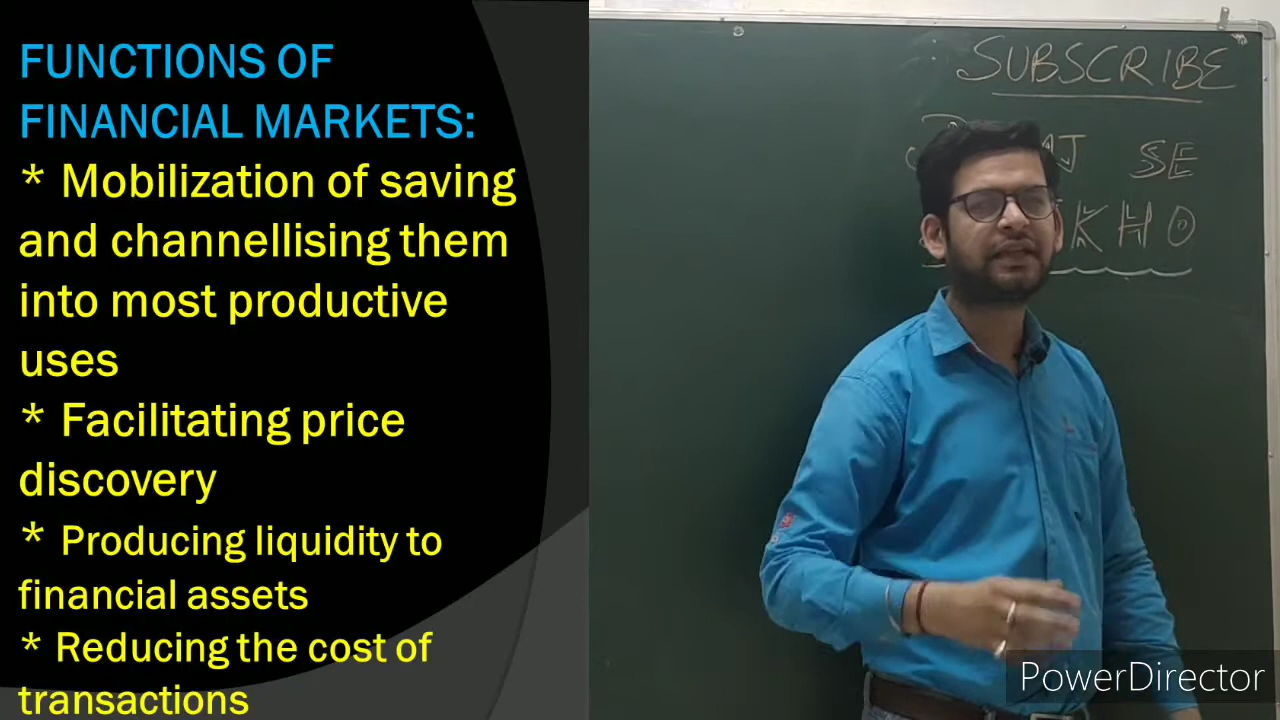 FUNCTIONS OF
FINANCIAL MARKETS:
* Mobilization of saving
and channellising them
into most productive
uses
* Facilitating price
discovery
* Producing liquidity to
financial assets
* Reducing the cost of
transactions
SUBSCRIBE
SE
PowerDirector